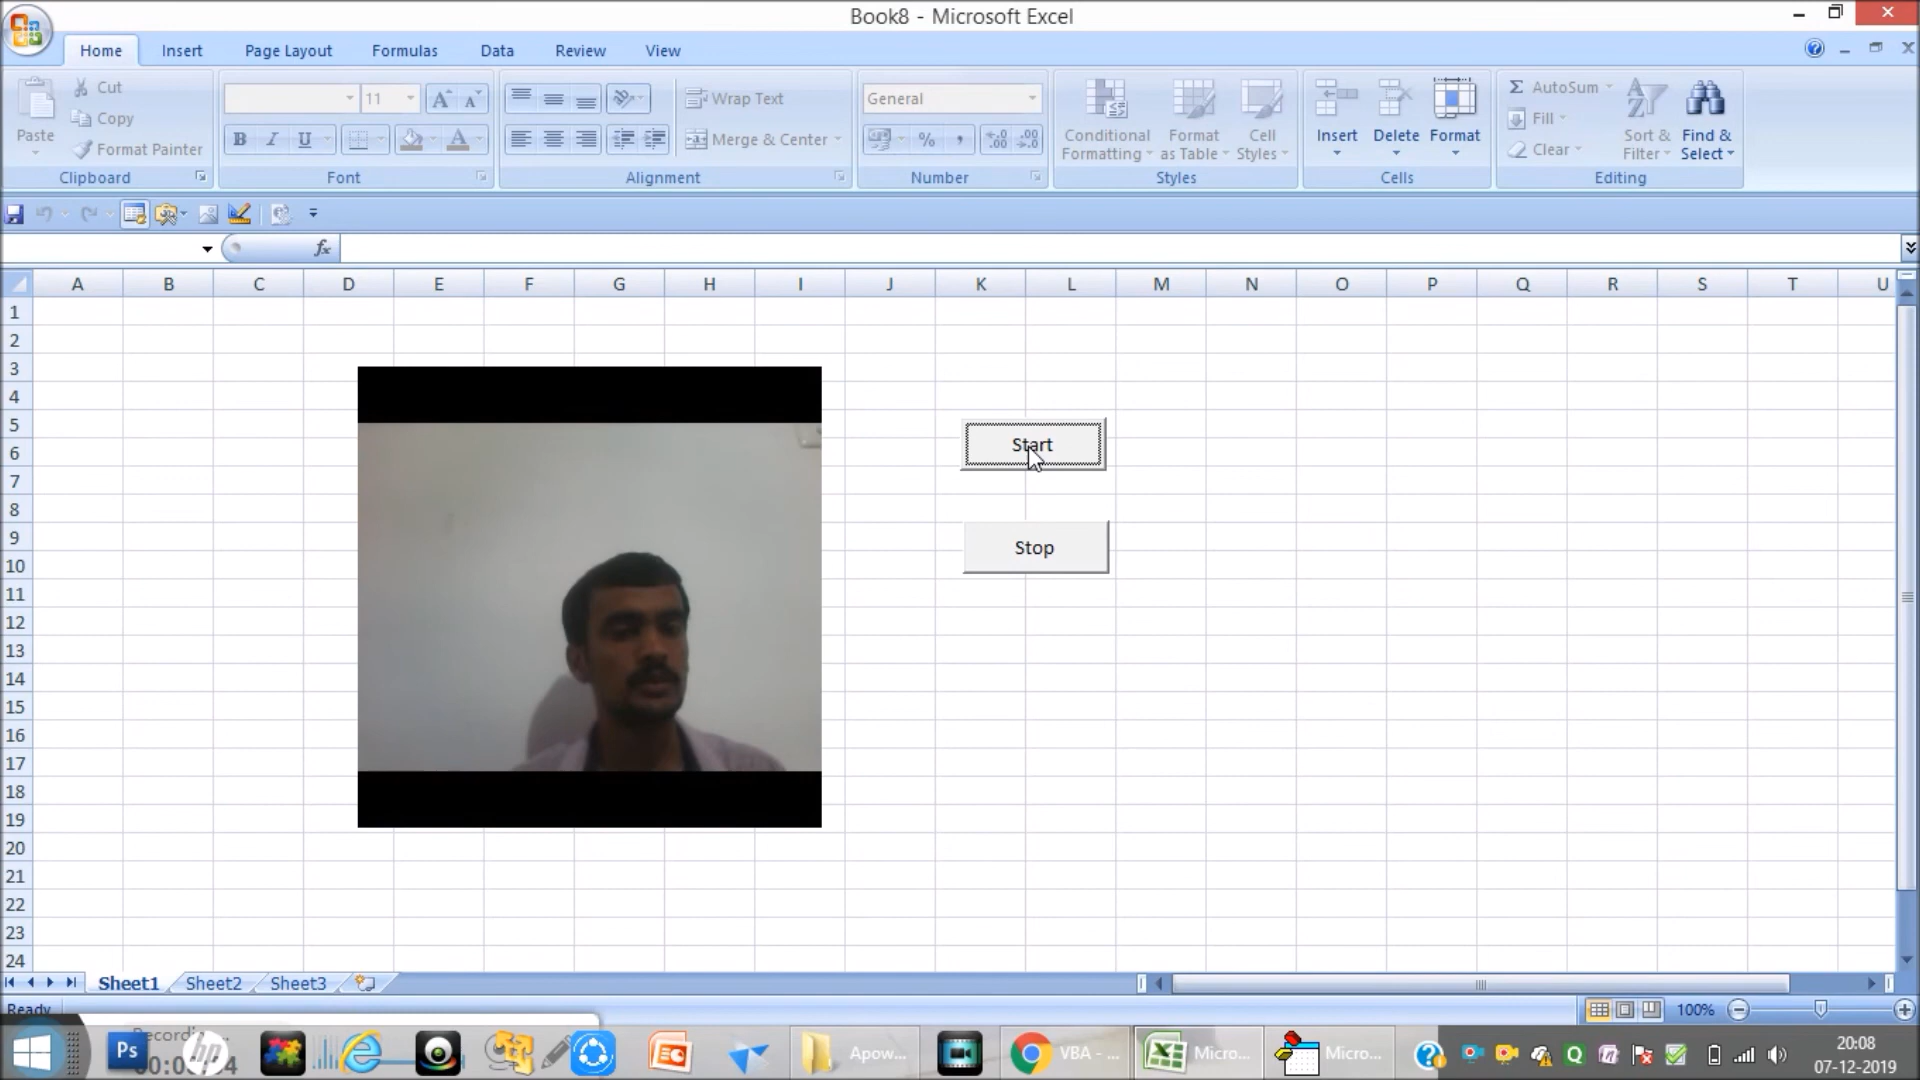 Book8 - Microsoft Excel
Home Insert Page Layout Formulas Data Review View
Paste
Cut
Copy
Format Painter
Clipboard
11
B I U
Font
Wrap Text
Merge & Center
Alignment
General
%
Number
Conditional Formatting
Format as Table
Cell Styles
Styles
Insert
Delete
Format
Cells
AutoSum
Fill
Clear
Sort & Filter
Find & Select
Editing
fx
A B C D E F G H I J K L M N O P Q R S T U
1
2
3
4
5
6
7
8
9
10
11
12
13
14
15
16
17
18
19
20
21
22
23
24
Start
Stop
Sheet1 Sheet2 Sheet3
Ready
100%
Ps
hp
Apow...
VBA - ...
Micro...
Micro...
20:08
07-12-2019